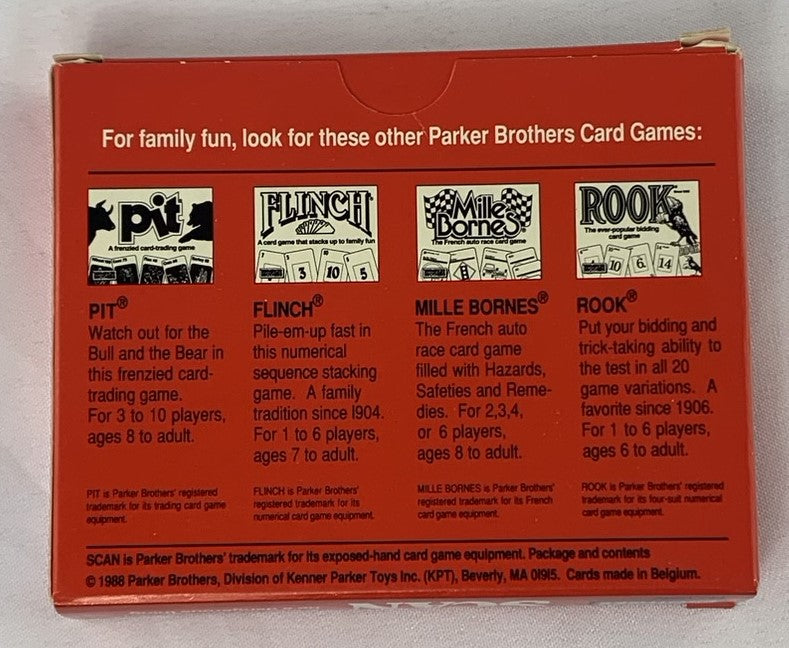 For family fun, look for these other Parker Brothers Card Games:
pit
A frenzied card-trading game
PIT®
Watch out for the
Bull and the Bear in
this frenzied card-
trading game.
For 3 to 10 players,
ages 8 to adult.
PIT is Parker Brothers' registered
trademark for its trading card game
equipment.
FLINCH
A card game that stacks up to family fun
3 10 5
FLINCH®
Pile-em-up fast in
this numerical
sequence stacking
game. A family
tradition since 1904.
For 1 to 6 players,
ages 7 to adult.
FLINCH is Parker Brothers'
registered trademark for its
numerical card game equipment.
Mille
Bornes
The French auto race card game
MILLE BORNES®
The French auto
race card game
filled with Hazards,
Safeties and Reme-
dies. For 2,3,4,
or 6 players,
ages 8 to adult.
MILLE BORNES is Parker Brothers'
registered trademark for its French
card game equipment.
ROOK
The ever-popular bidding
card game
10 6 14
ROOK®
Put your bidding and
trick-taking ability to
the test in all 20
game variations. A
favorite since 1906.
For 1 to 6 players,
ages 6 to adult.
ROOK is Parker Brothers' registered
trademark for its four-suit numerical
card game equipment.
SCAN is Parker Brothers' trademark for its exposed-hand card game equipment. Package and contents
© 1988 Parker Brothers, Division of Kenner Parker Toys Inc. (KPT), Beverly, MA 01915. Cards made in Belgium.
SCAN